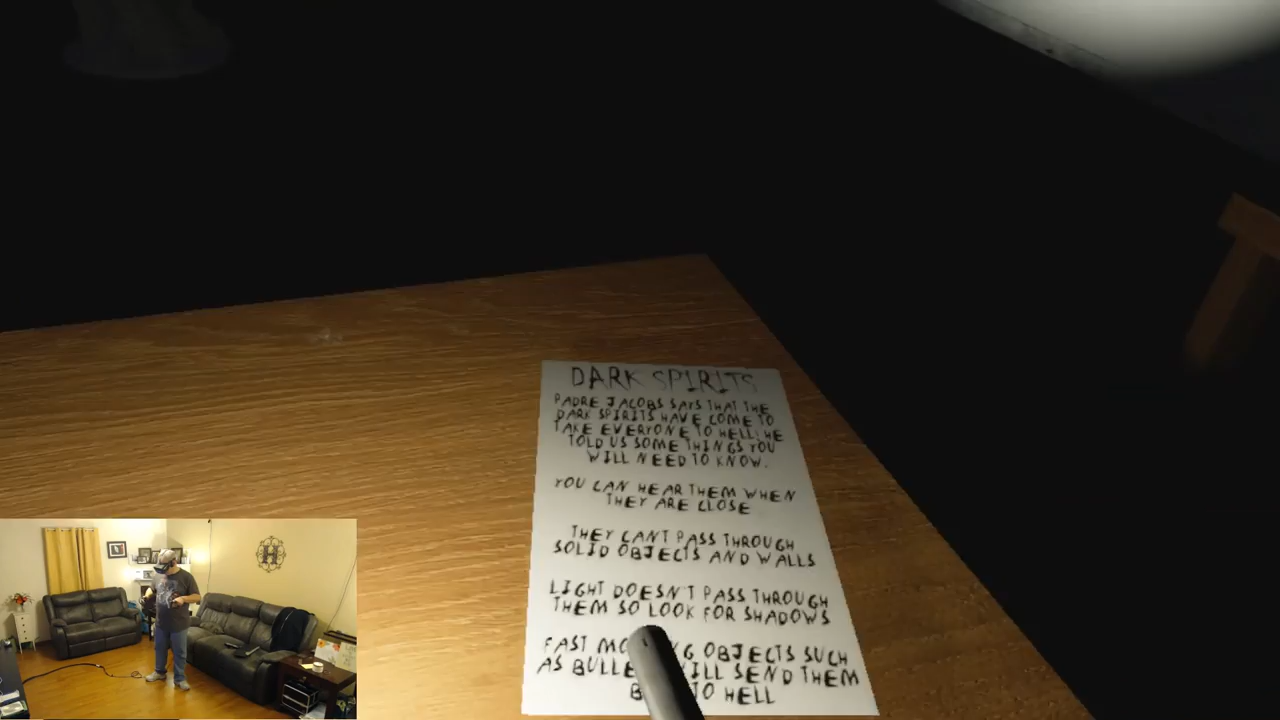 DARK SPIRITS
PADRE JACOBS SAYS THAT THE
DARK SPIRITS HAVE COME TO
TAKE EVERYONE TO HELL! HE
TOLD US SOME THINGS YOU
WILL NEED TO KNOW.
YOU CAN HEAR THEM WHEN
THEY ARE CLOSE
THEY CANT PASS THROUGH
SOLID OBJECTS AND WALLS
LIGHT DOESN'T PASS THROUGH
THEM SO LOOK FOR SHADOWS
FAST OBJECTS SUCH
AS WILL SEND THEM
TO HELL
H